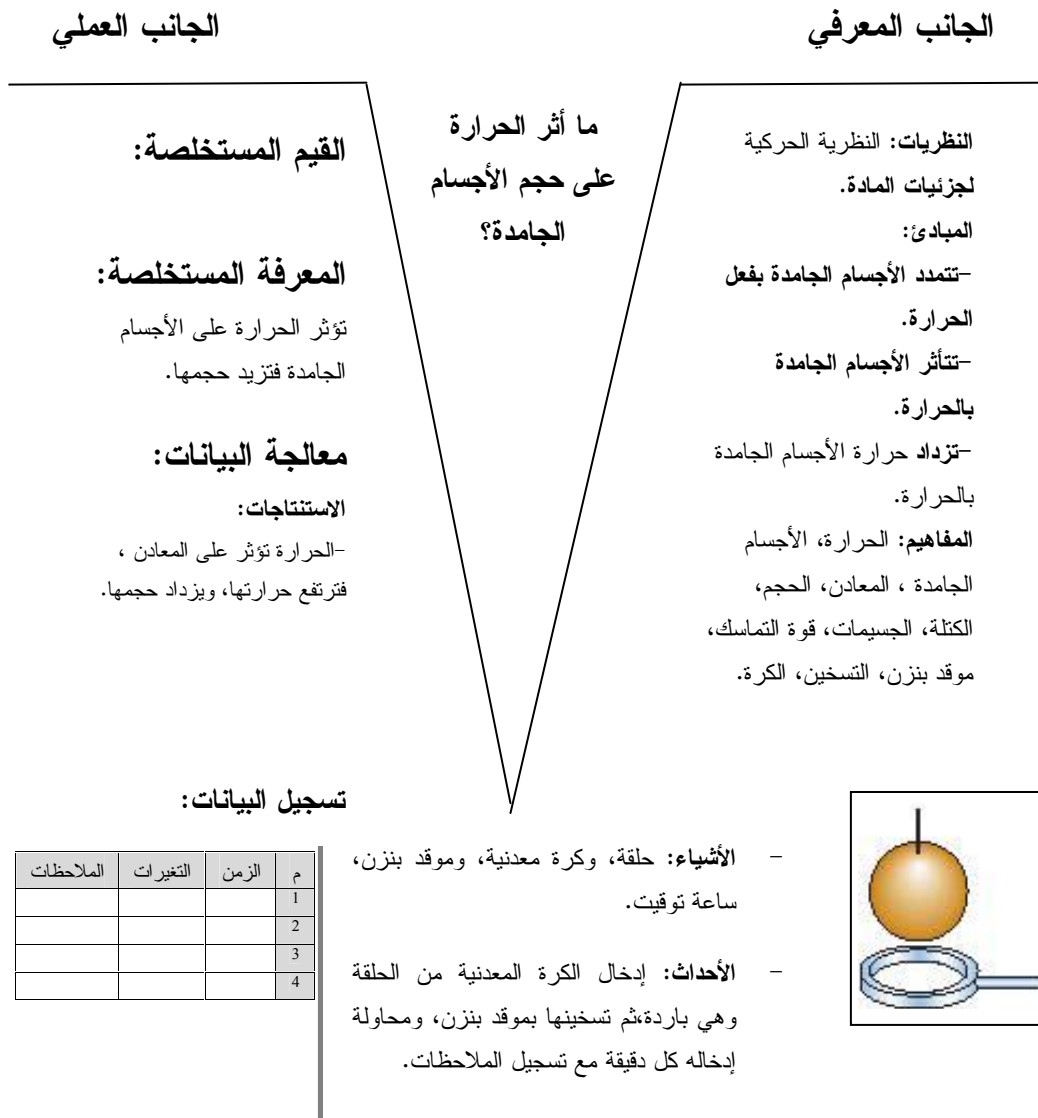 الجانب المعرفي
الجانب العملي
ما أثر الحرارة
على حجم الأجسام
الجامدة؟
النظريات: النظرية الحركية
لجزئيات المادة.
المبادئ:
-تتمدد الأجسام الجامدة بفعل
الحرارة.
-تتأثر الأجسام الجامدة
بالحرارة.
-تزداد حرارة الأجسام الجامدة
بالحرارة.
المفاهيم: الحرارة، الأجسام
الجامدة ، المعادن، الحجم،
الكتلة، الجسيمات، قوة التماسك،
موقد بنزن، التسخين، الكرة.
القيم المستخلصة:
المعرفة المستخلصة:
تؤثر الحرارة على الأجسام
الجامدة فتزيد حجمها.
معالجة البيانات:
الاستنتاجات:
-الحرارة تؤثر على المعادن ،
فترتفع حرارتها، ويزداد حجمها.
- الأشياء: حلقة، وكرة معدنية، وموقد بنزن،
ساعة توقيت.
- الأحداث: إدخال الكرة المعدنية من الحلقة
وهي باردة،ثم تسخينها بموقد بنزن، ومحاولة
إدخاله كل دقيقة مع تسجيل الملاحظات.
تسجيل البيانات:
م الزمن التغيرات الملاحظات
1
2
3
4